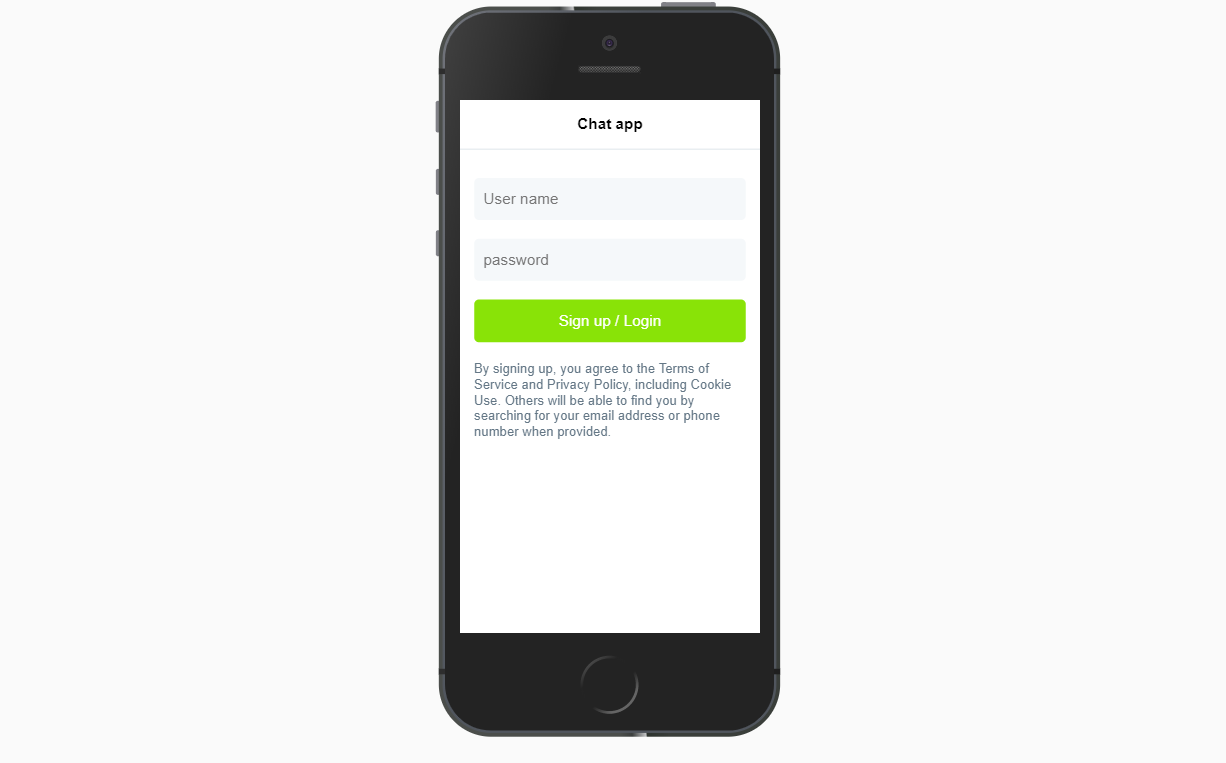 Chat app
User name
password
Sign up / Login
By signing up, you agree to the Terms of
Service and Privacy Policy, including Cookie
Use. Others will be able to find you by
searching for your email address or phone
number when provided.